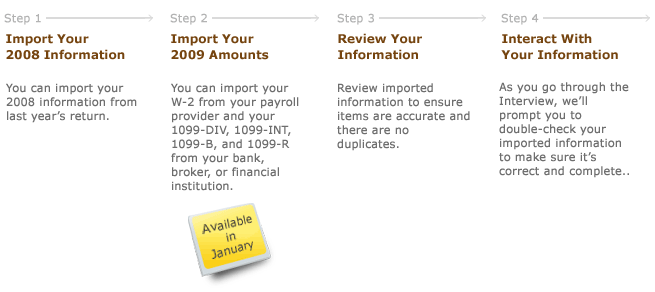 Step 1
Import Your
2008 Information
You can import your
2008 information from
last year's return.
Step 2
Import Your
2009 Amounts
You can import your
W-2 from your payroll
provider and your
1099-DIV, 1099-INT,
1099-B, and 1099-R
from your bank,
broker, or financial
institution.
Available
in
January
Step 3
Review Your
Information
Review imported
information to ensure
items are accurate and
there are no
duplicates.
Step 4
Interact With
Your Information
As you go through the
Interview, we'll
prompt you to
double-check your
imported information
to make sure it's
correct and complete..